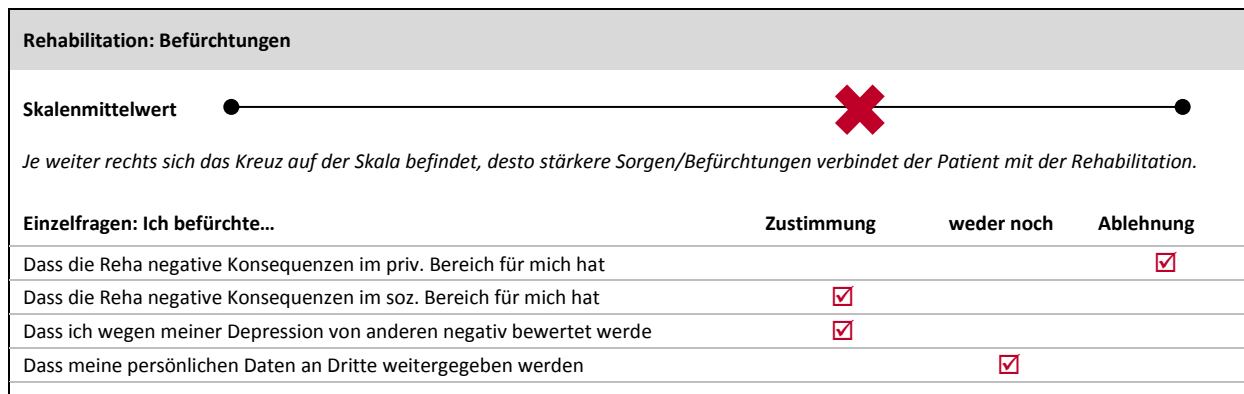 Rehabilitation: Befürchtungen
Skalenmittelwert
Je weiter rechts sich das Kreuz auf der Skala befindet, desto stärkere Sorgen/Befürchtungen verbindet der Patient mit der Rehabilitation.
Einzelfragen: Ich befürchte… Zustimmung weder noch Ablehnung
Dass die Reha negative Konsequenzen im priv. Bereich für mich hat ☑
Dass die Reha negative Konsequenzen im soz. Bereich für mich hat ☑
Dass ich wegen meiner Depression von anderen negativ bewertet werde ☑
Dass meine persönlichen Daten an Dritte weitergegeben werden ☑